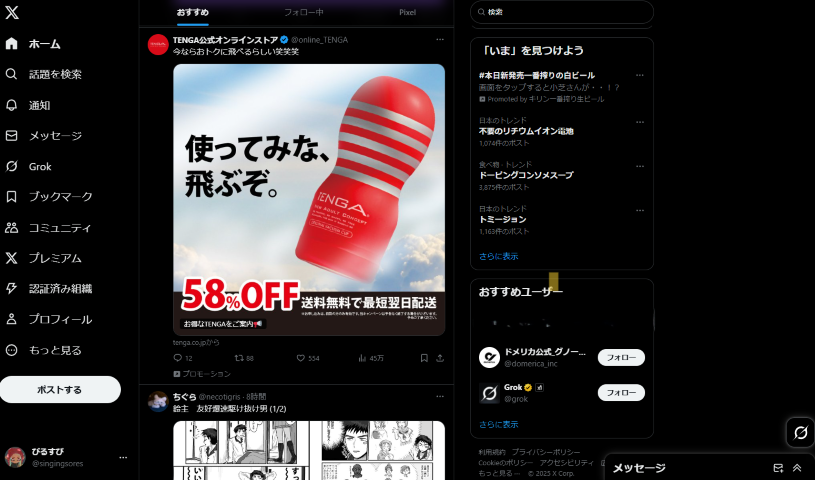 おすすめ
フォロー中
Pixel
ホーム
話題を検索
通知
メッセージ
Grok
ブックマーク
コミュニティ
プレミアム
認証済み組織
プロフィール
もっと見る
ポストする
ぴるすぴ
@singingsores
TENGA公式オンラインストア @online_TENGA
今ならおトクに飛べるらしい笑笑笑
使ってみな、
飛ぶぞ。
TENGA
58%OFF 送料無料で最短翌日配送
お得なTENGAをご案内
tenga.co.jpから
12 88 554 45万
プロモーション
ちぐら @necotigris · 8時間
鈴主 友好爆速駆け抜け男 (1/2)
検索
「いま」を見つけよう
#本日新発売一番搾りの白ビール
画面をタップすると小芝さんが・・！？
Promoted by キリン一番搾り生ビール
日本のトレンド
不要のリチウムイオン電池
1,074件のポスト
食べ物 · トレンド
ドーピングコンソメスープ
3,875件のポスト
日本のトレンド
トミージョン
1,163件のポスト
さらに表示
おすすめユーザー
ドメリカ公式_グノー...
@domerica_inc
フォロー
Grok
@grok
フォロー
さらに表示
利用規約 プライバシーポリシー
Cookieのポリシー アクセシビリティ
もっと見る ··· © 2025 X Corp.
メッセージ